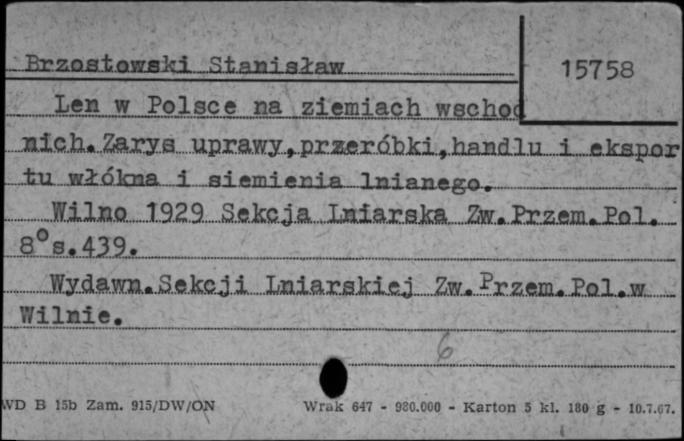 Brzostowski Stanisław
15758
Len w Polsce na ziemiach wschod
nich.Zarys uprawy,przeróbki,handlu i ekspor
tu włókna i siemienia lnianego.
Wilno 1929 Sekcja Lniarska Zw.Przem.Pol.
8° s.439.
Wydawn.Sekcji Lniarskiej Zw.Przem.Pol.w
Wilnie.
6
WD B 15b Zam. 915/DW/ON Wrak 647 - 980.000 - Karton 5 kl. 180 g - 10.7.67.